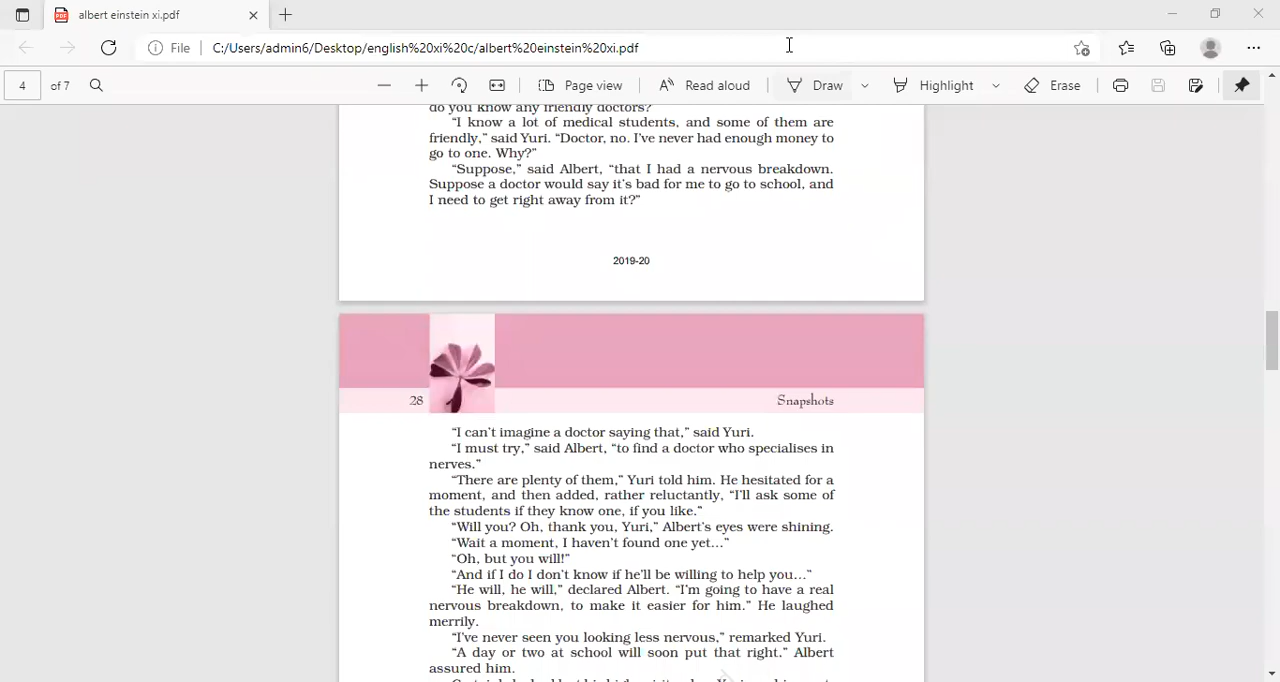 albert einstein xi.pdf
File
C:/Users/admin6/Desktop/english%20xi%20c/albert%20einstein%20xi.pdf
4 of 7
Page view
Read aloud
Draw
Highlight
Erase
do you know any friendly doctors?
“I know a lot of medical students, and some of them are
friendly,” said Yuri. “Doctor, no. I've never had enough money to
go to one. Why?”
“Suppose,” said Albert, “that I had a nervous breakdown.
Suppose a doctor would say it's bad for me to go to school, and
I need to get right away from it?”
2019-20
28
Snapshots
“I can't imagine a doctor saying that,” said Yuri.
“I must try,” said Albert, “to find a doctor who specialises in
nerves.”
“There are plenty of them,” Yuri told him. He hesitated for a
moment, and then added, rather reluctantly, “I'll ask some of
the students if they know one, if you like.”
“Will you? Oh, thank you, Yuri,” Albert's eyes were shining.
“Wait a moment, I haven't found one yet...”
“Oh, but you will!”
“And if I do I don't know if he'll be willing to help you...”
“He will, he will,” declared Albert. “I'm going to have a real
nervous breakdown, to make it easier for him.” He laughed
merrily.
“I've never seen you looking less nervous,” remarked Yuri.
“A day or two at school will soon put that right.” Albert
assured him.